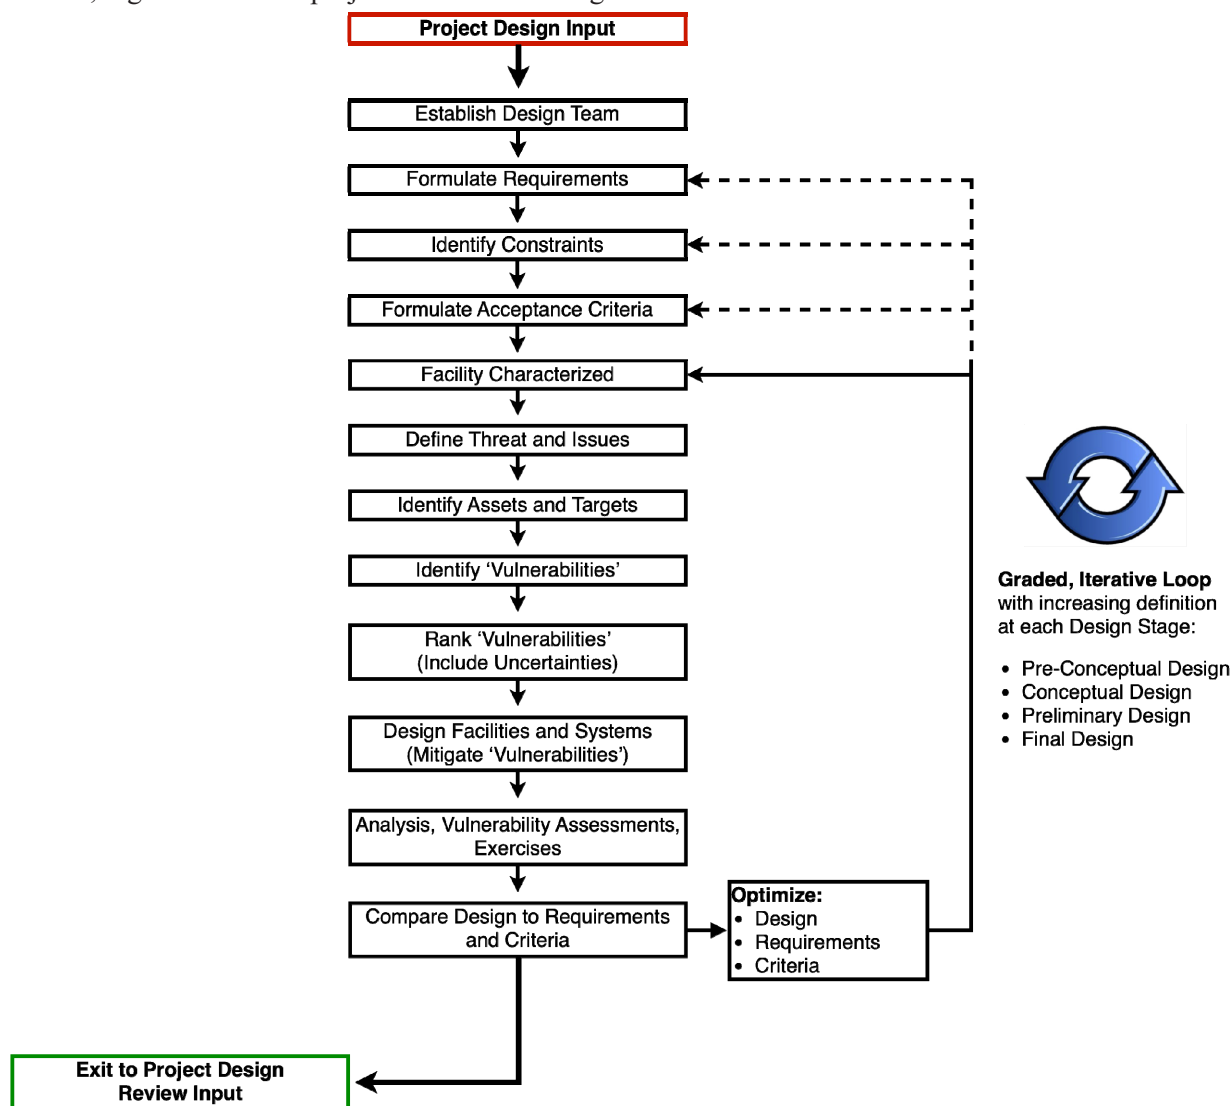 Project Design Input
Establish Design Team
Formulate Requirements
Identify Constraints
Formulate Acceptance Criteria
Facility Characterized
Define Threat and Issues
Identify Assets and Targets
Identify ‘Vulnerabilities’
Rank ‘Vulnerabilities’
(Include Uncertainties)
Design Facilities and Systems
(Mitigate ‘Vulnerabilities’)
Analysis, Vulnerability Assessments,
Exercises
Compare Design to Requirements
and Criteria
Optimize:
• Design
• Requirements
• Criteria
Graded, Iterative Loop
with increasing definition
at each Design Stage:
• Pre-Conceptual Design
• Conceptual Design
• Preliminary Design
• Final Design
Exit to Project Design
Review Input